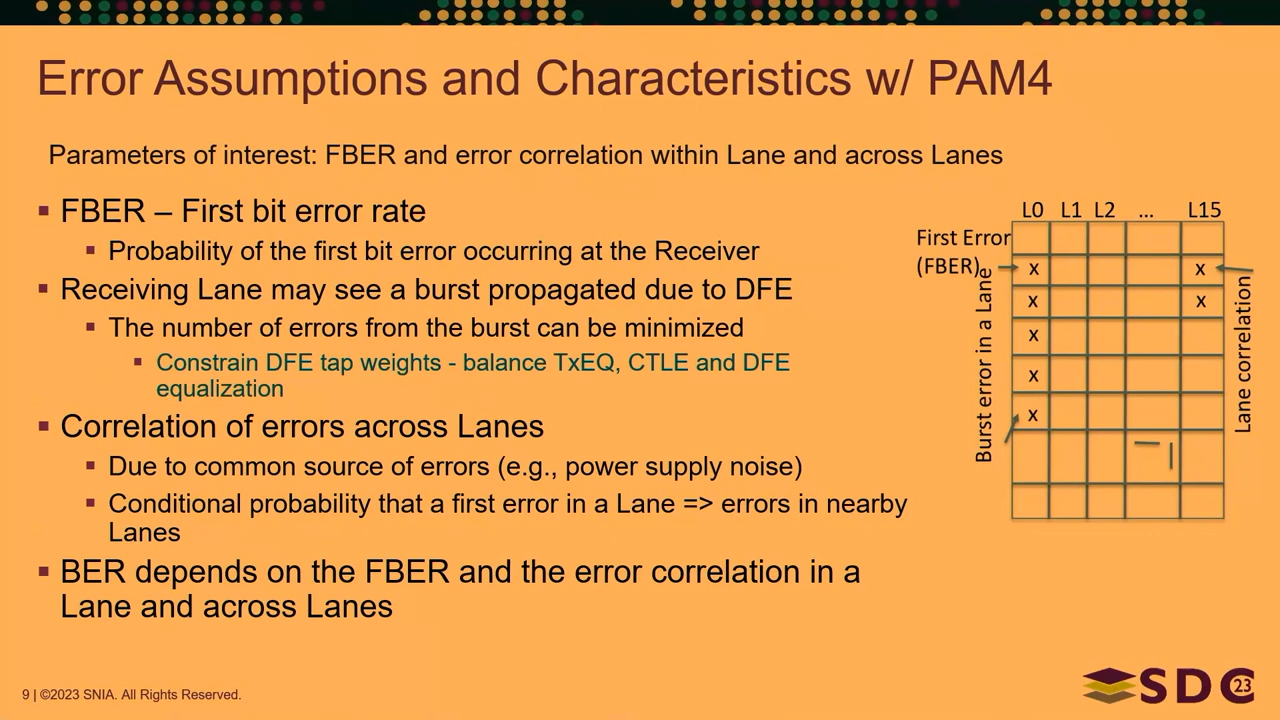 Error Assumptions and Characteristics w/ PAM4
Parameters of interest: FBER and error correlation within Lane and across Lanes
▪ FBER – First bit error rate
▪ Probability of the first bit error occurring at the Receiver
▪ Receiving Lane may see a burst propagated due to DFE
▪ The number of errors from the burst can be minimized
▪ Constrain DFE tap weights - balance TxEQ, CTLE and DFE
equalization
▪ Correlation of errors across Lanes
▪ Due to common source of errors (e.g., power supply noise)
▪ Conditional probability that a first error in a Lane => errors in nearby
Lanes
▪ BER depends on the FBER and the error correlation in a
Lane and across Lanes
L0 L1 L2 ... L15
First Error
(FBER)
x x
x x
x
x
x
Burst error in a Lane
Lane correlation
9 | ©2023 SNIA. All Rights Reserved.
SDC 23